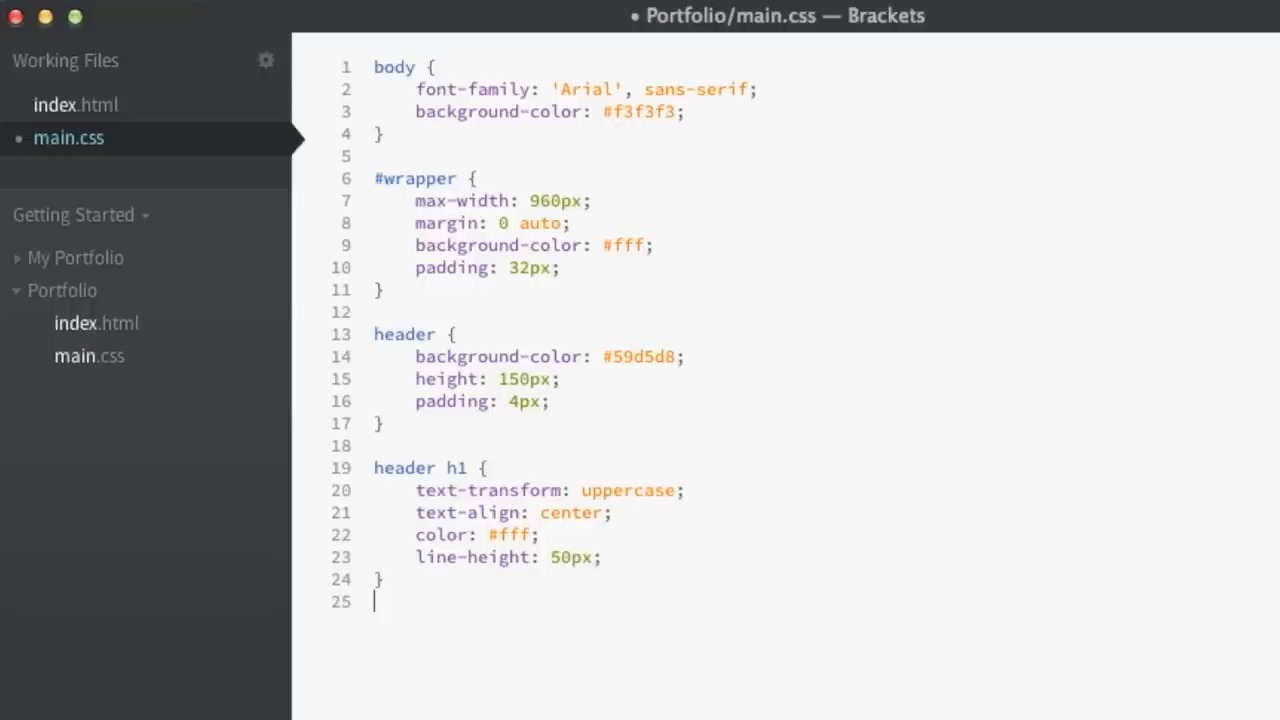 • Portfolio/main.css — Brackets
Working Files
index.html
• main.css
Getting Started
My Portfolio
Portfolio
index.html
main.css
1 body {
2     font-family: 'Arial', sans-serif;
3     background-color: #f3f3f3;
4 }
5
6 #wrapper {
7     max-width: 960px;
8     margin: 0 auto;
9     background-color: #fff;
10     padding: 32px;
11 }
12
13 header {
14     background-color: #59d5d8;
15     height: 150px;
16     padding: 4px;
17 }
18
19 header h1 {
20     text-transform: uppercase;
21     text-align: center;
22     color: #fff;
23     line-height: 50px;
24 }
25